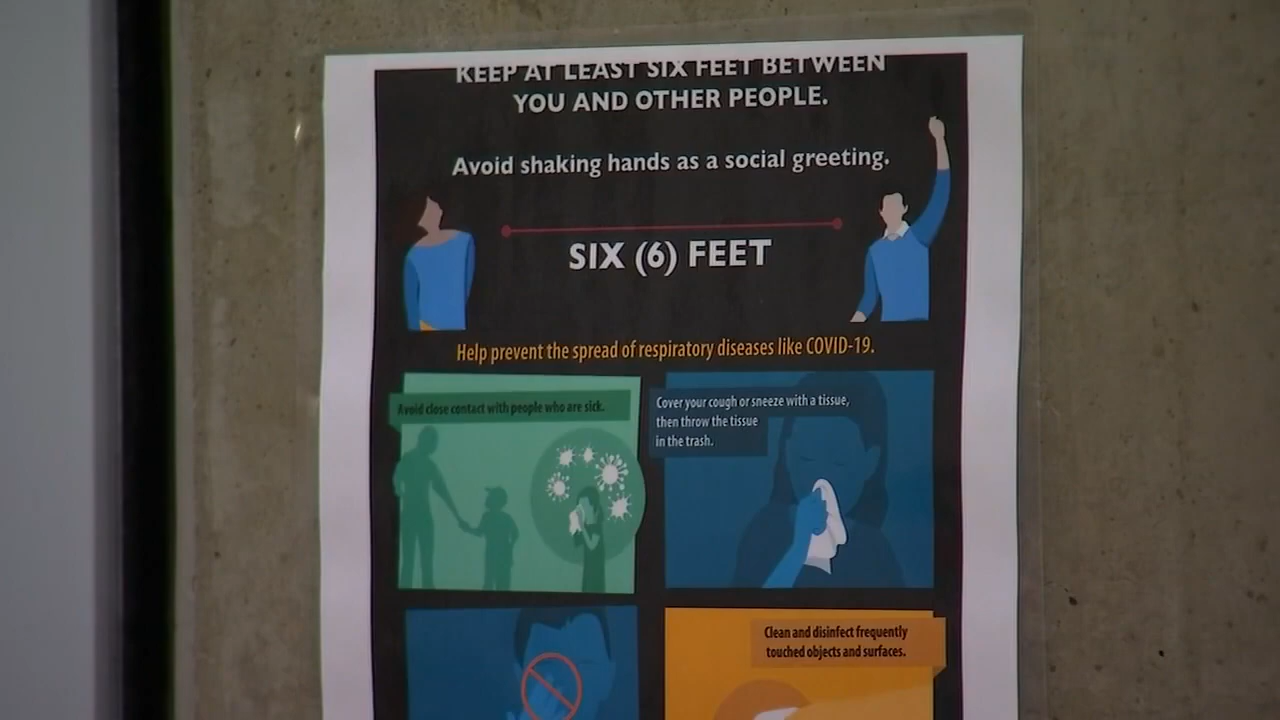 KEEP AT LEAST SIX FEET BETWEEN
YOU AND OTHER PEOPLE.
Avoid shaking hands as a social greeting.
SIX (6) FEET
Help prevent the spread of respiratory diseases like COVID-19.
Avoid close contact with people who are sick.
Cover your cough or sneeze with a tissue,
then throw the tissue
in the trash.
Clean and disinfect frequently
touched objects and surfaces.